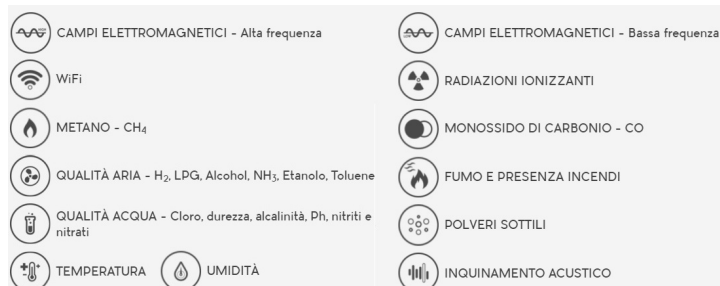 CAMPI ELETTROMAGNETICI - Alta frequenza
WiFi
METANO - CH₄
QUALITÀ ARIA - H₂, LPG, Alcohol, NH₃, Etanolo, Toluene
QUALITÀ ACQUA - Cloro, durezza, alcalinità, Ph, nitriti e
nitrati
TEMPERATURA
UMIDITÀ
CAMPI ELETTROMAGNETICI - Bassa frequenza
RADIAZIONI IONIZZANTI
MONOSSIDO DI CARBONIO - CO
FUMO E PRESENZA INCENDI
POLVERI SOTTILI
INQUINAMENTO ACUSTICO